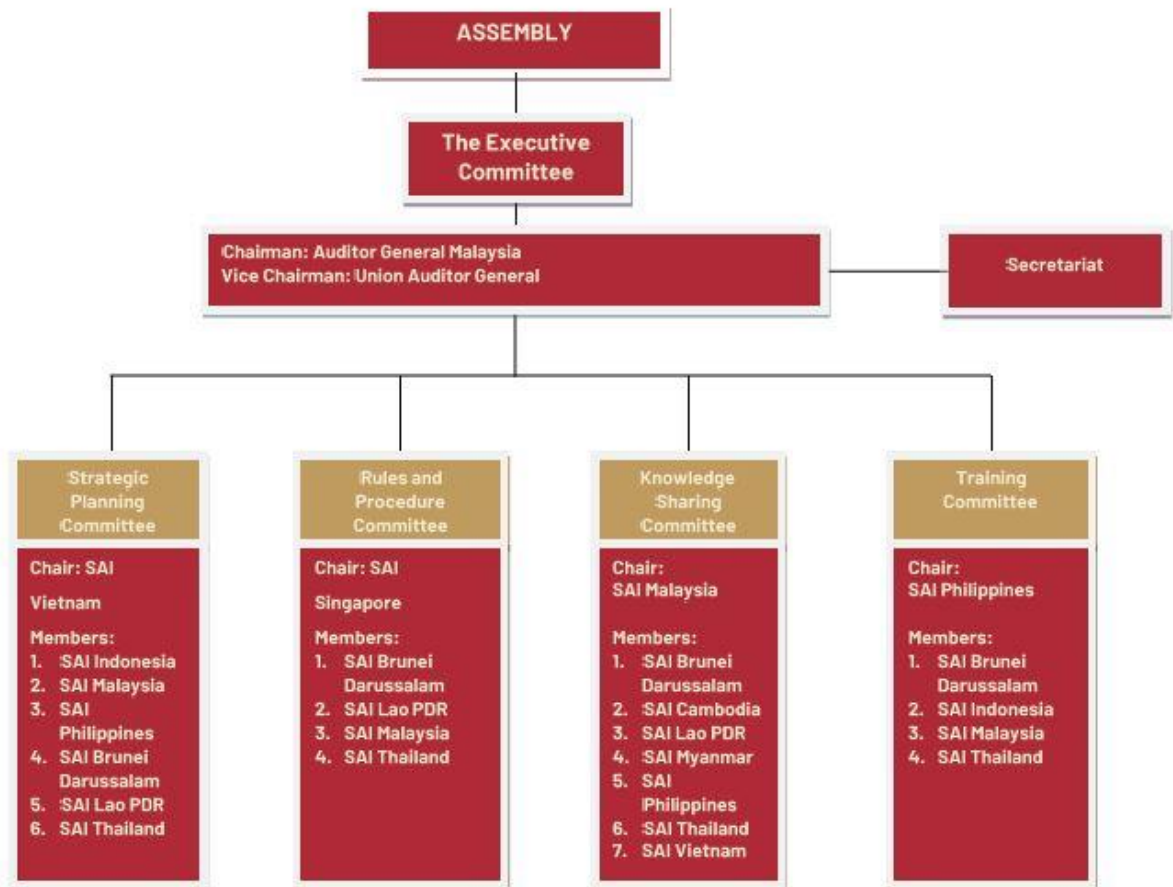 ASSEMBLY
The Executive
Committee
Chairman: Auditor General Malaysia
Vice Chairman: Union Auditor General
Secretariat
Strategic
Planning
Committee
Chair: SAI
Vietnam
Members:
1. SAI Indonesia
2. SAI Malaysia
3. SAI
Philippines
4. SAI Brunei
Darussalam
5. SAI Lao PDR
6. SAI Thailand
Rules and
Procedure
Committee
Chair: SAI
Singapore
Members:
1. SAI Brunei
Darussalam
2. SAI Lao PDR
3. SAI Malaysia
4. SAI Thailand
Knowledge
Sharing
Committee
Chair:
SAI Malaysia
Members:
1. SAI Brunei
Darussalam
2. SAI Cambodia
3. SAI Lao PDR
4. SAI Myanmar
5. SAI
Philippines
6. SAI Thailand
7. SAI Vietnam
Training
Committee
Chair:
SAI Philippines
Members:
1. SAI Brunei
Darussalam
2. SAI Indonesia
3. SAI Malaysia
4. SAI Thailand